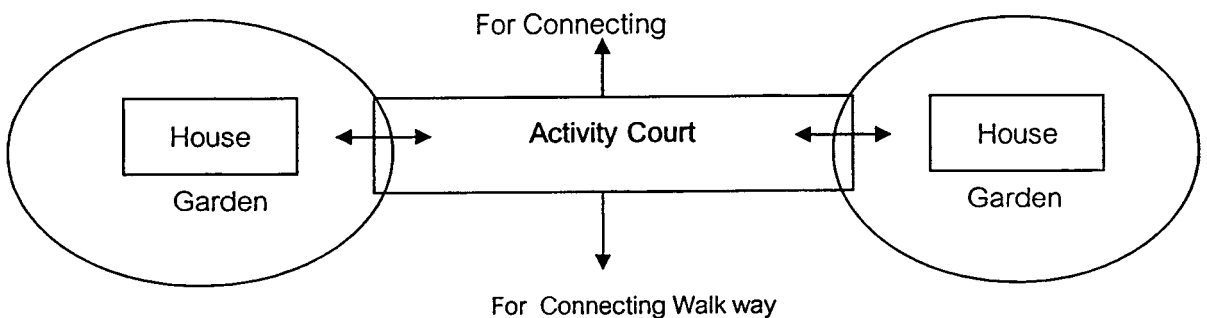 For Connecting
House
Activity Court
House
Garden
Garden
For Connecting Walk way